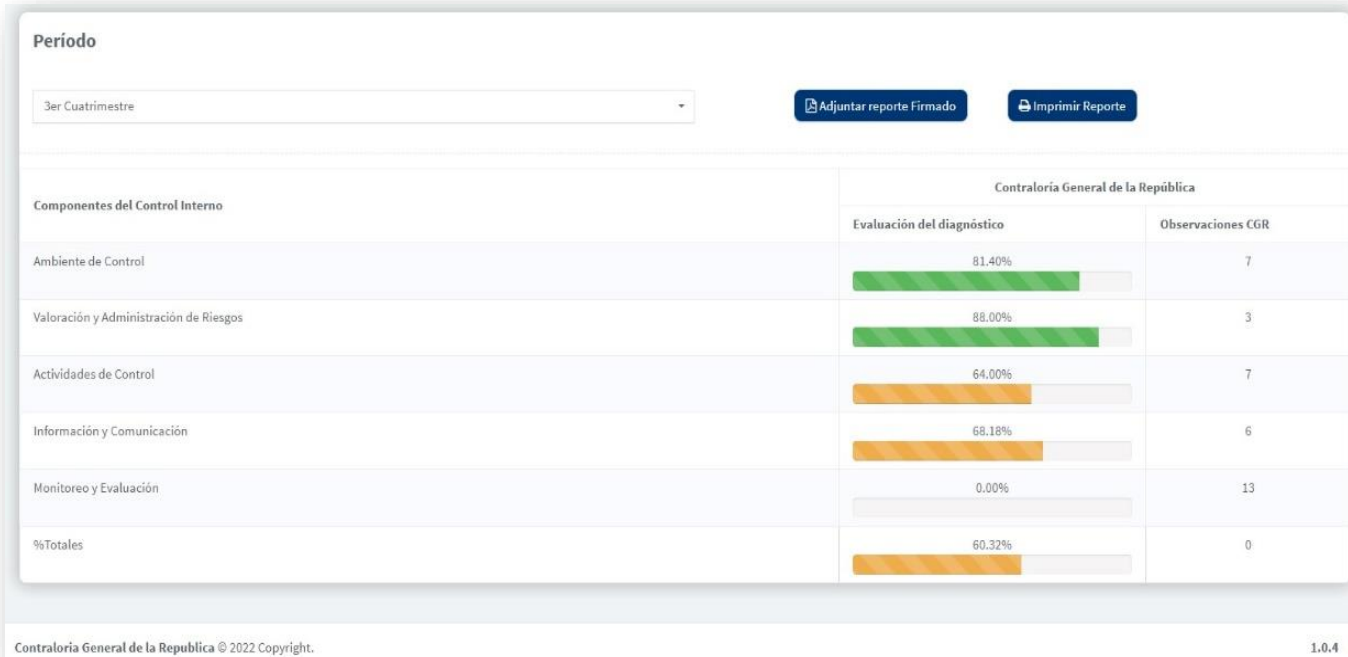 Período
3er Cuatrimestre
Adjuntar reporte Firmado
Imprimir Reporte
Componentes del Control Interno
Contraloría General de la República
Evaluación del diagnóstico
Observaciones CGR
Ambiente de Control
81.40%
7
Valoración y Administración de Riesgos
88.00%
3
Actividades de Control
64.00%
7
Información y Comunicación
68.18%
6
Monitoreo y Evaluación
0.00%
13
%Totales
60.32%
0
Contraloria General de la Republica © 2022 Copyright.
1.0.4